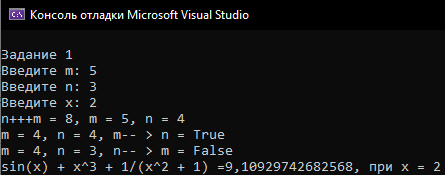 Консоль отладки Microsoft Visual Studio
Задание 1
Введите m: 5
Введите n: 3
Введите x: 2
n+++m = 8, m = 5, n = 4
m = 4, n = 4, m-- > n = True
m = 4, n = 3, n-- > m = False
sin(x) + x^3 + 1/(x^2 + 1) =9,10929742682568, при x = 2